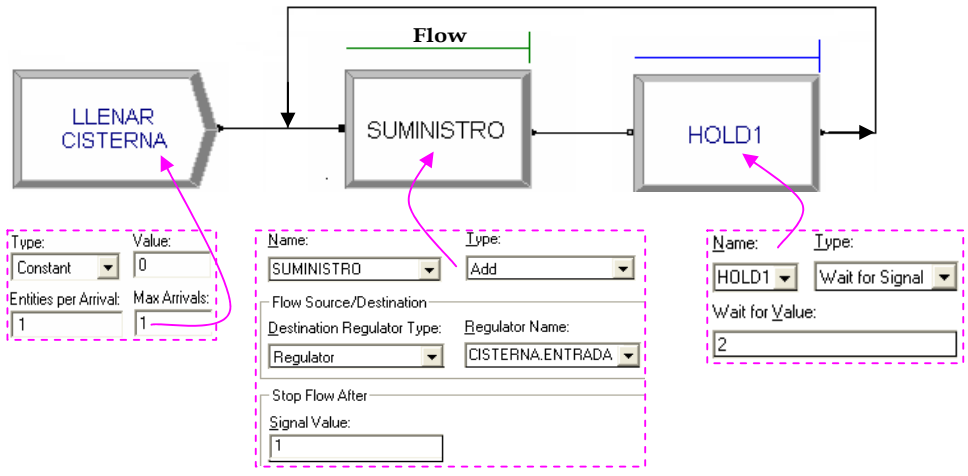 Flow
LLENAR
CISTERNA
SUMINISTRO
HOLD1
Type:
Value:
Constant
0
Entities per Arrival:
Max Arrivals:
1
1
Name:
Type:
SUMINISTRO
Add
Flow Source/Destination
Destination Regulator Type:
Regulator Name:
Regulator
CISTERNA.ENTRADA
Stop Flow After
Signal Value:
1
Name:
Type:
HOLD1
Wait for Signal
Wait for Value:
2